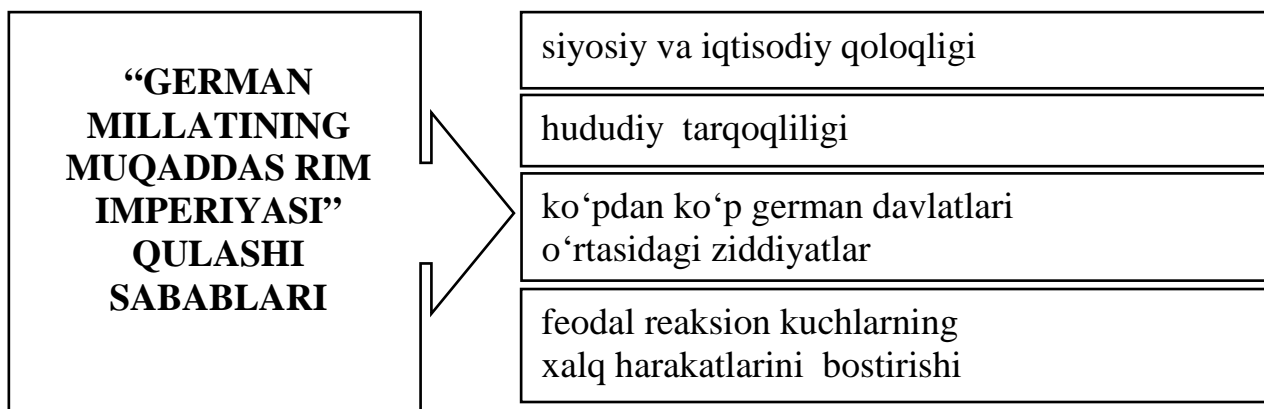 “GERMAN
MILLATINING
MUQADDAS RIM
IMPERIYASI”
QULASHI
SABABLARI
siyosiy va iqtisodiy qoloqligi
hududiy tarqoqliligi
ko‘pdan ko‘p german davlatlari
o‘rtasidagi ziddiyatlar
feodal reaksion kuchlarning
xalq harakatlarini bostirishi